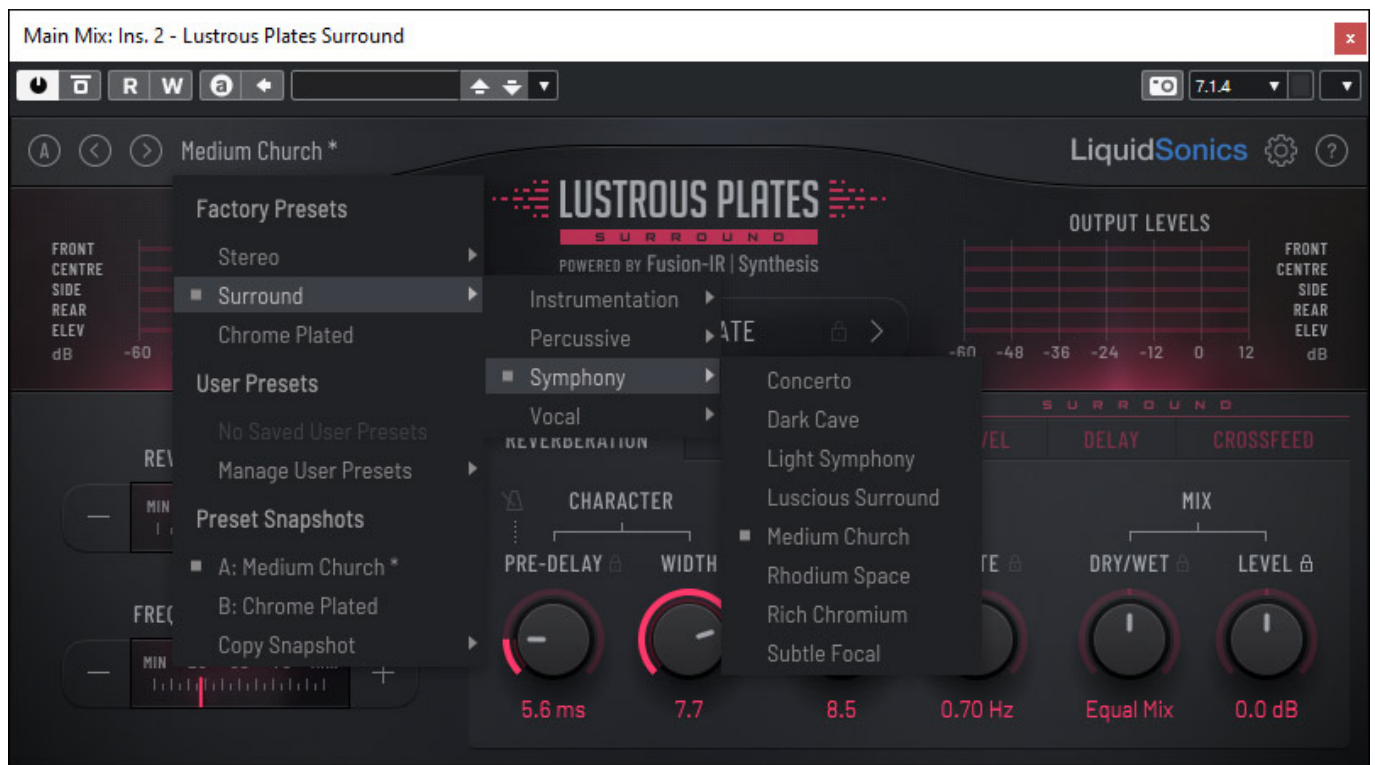 Main Mix: Ins. 2 - Lustrous Plates Surround
x
R W a 7.1.4
A < > Medium Church * LiquidSonics ?
LUSTROUS PLATES
SURROUND
POWERED BY Fusion-IR | Synthesis
Factory Presets
Stereo
Surround
Chrome Plated
User Presets
No Saved User Presets
Manage User Presets
Preset Snapshots
A: Medium Church *
B: Chrome Plated
Copy Snapshot
Instrumentation
Percussive
Symphony
Vocal
Concerto
Dark Cave
Light Symphony
Luscious Surround
Medium Church
Rhodium Space
Rich Chromium
Subtle Focal
FRONT
CENTRE
SIDE
REAR
ELEV
dB -60
OUTPUT LEVELS
FRONT
CENTRE
SIDE
REAR
ELEV
-60 -48 -36 -24 -12 0 12 dB
SURROUND
REVERBERATION DELAY CROSSFEED
MIN
MIN
CHARACTER MIX
PRE-DELAY WIDTH DRY/WET LEVEL
5.6 ms 7.7 8.5 0.70 Hz Equal Mix 0.0 dB